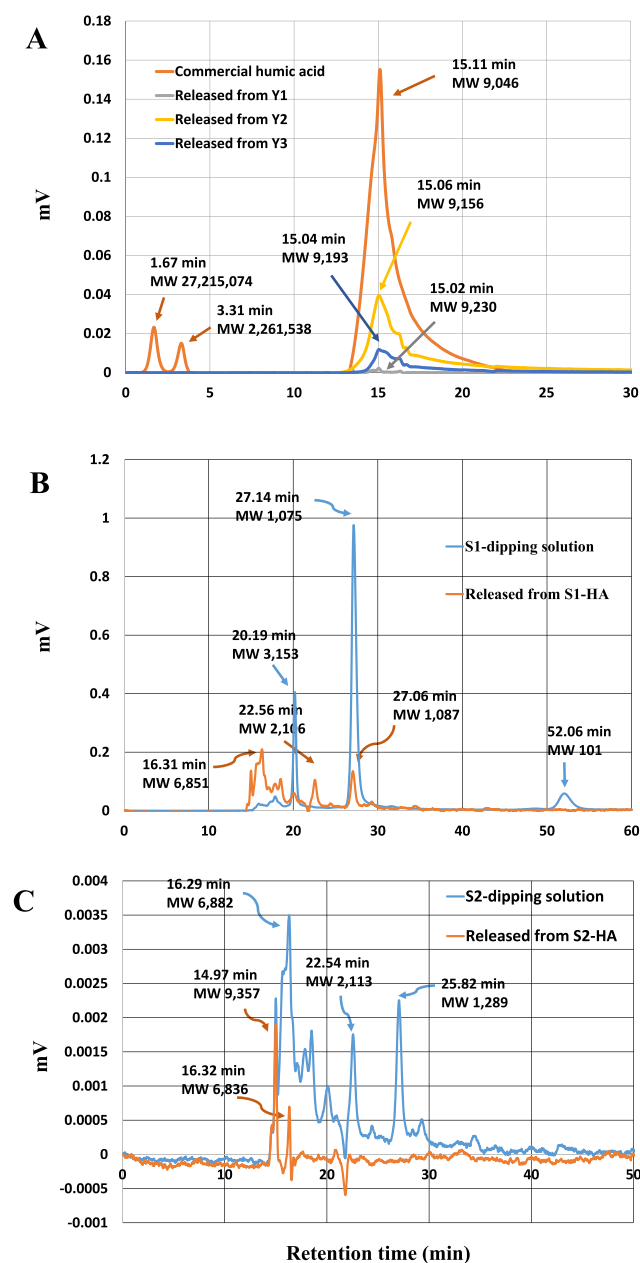 A
0.18
0.16
0.14
0.12
0.1
0.08
0.06
0.04
0.02
0
mV
Commercial humic acid
Released from Y1
Released from Y2
Released from Y3
15.11 min
MW 9,046
15.06 min
MW 9,156
15.04 min
MW 9,193
15.02 min
MW 9,230
1.67 min
MW 27,215,074
3.31 min
MW 2,261,538
0 5 10 15 20 25 30
B
1.2
1
0.8
0.6
0.4
0.2
0
mV
27.14 min
MW 1,075
S1-dipping solution
Released from S1-HA
20.19 min
MW 3,153
22.56 min
MW 2,106
27.06 min
MW 1,087
16.31 min
MW 6,851
52.06 min
MW 101
0 10 20 30 40 50 60
C
0.004
0.0035
0.003
0.0025
0.002
0.0015
0.001
0.0005
0
-0.0005
-0.001
mV
16.29 min
MW 6,882
S2-dipping solution
Released from S2-HA
14.97 min
MW 9,357
22.54 min
MW 2,113
25.82 min
MW 1,289
16.32 min
MW 6,836
0 10 20 30 40 50
Retention time (min)